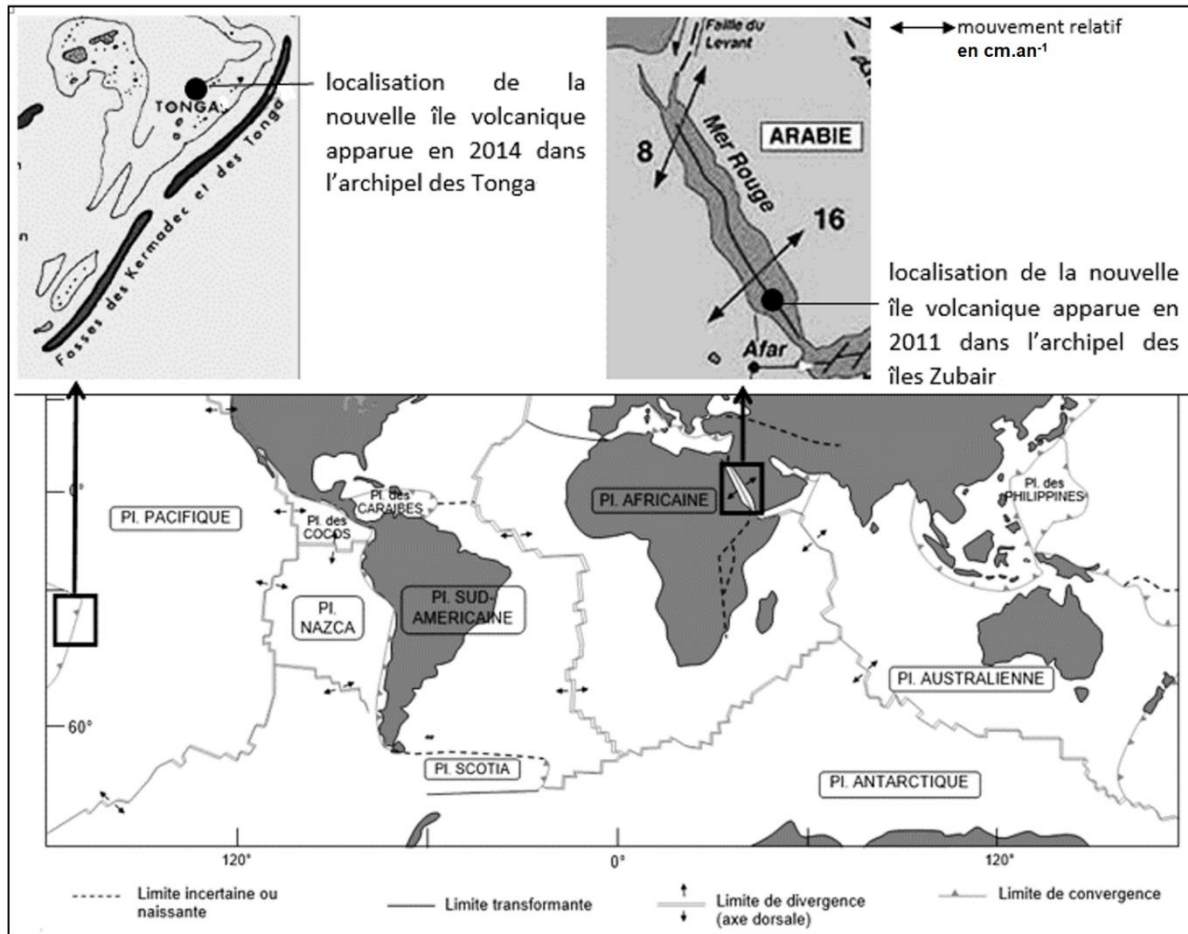 TONGA
Fosses des Kermadec et des Tonga
localisation de la
nouvelle île volcanique
apparue en 2014 dans
l'archipel des Tonga
Faille du
Levant
Mer Rouge
ARABIE
8
16
Afar
mouvement relatif
en cm.an⁻¹
localisation de la nouvelle
île volcanique apparue en
2011 dans l'archipel des
îles Zubair
Pl. PACIFIQUE
Pl. des
COCOS
Pl. des
CARAIBES
Pl. AFRICAINE
Pl. des
PHILIPPINES
0°
Pl.
NAZCA
Pl. SUD-
AMERICAINE
Pl. AUSTRALIENNE
60°
Pl. SCOTIA
Pl. ANTARCTIQUE
120°
0°
120°
Limite incertaine ou
naissante
Limite transformante
Limite de divergence
(axe dorsale)
Limite de convergence